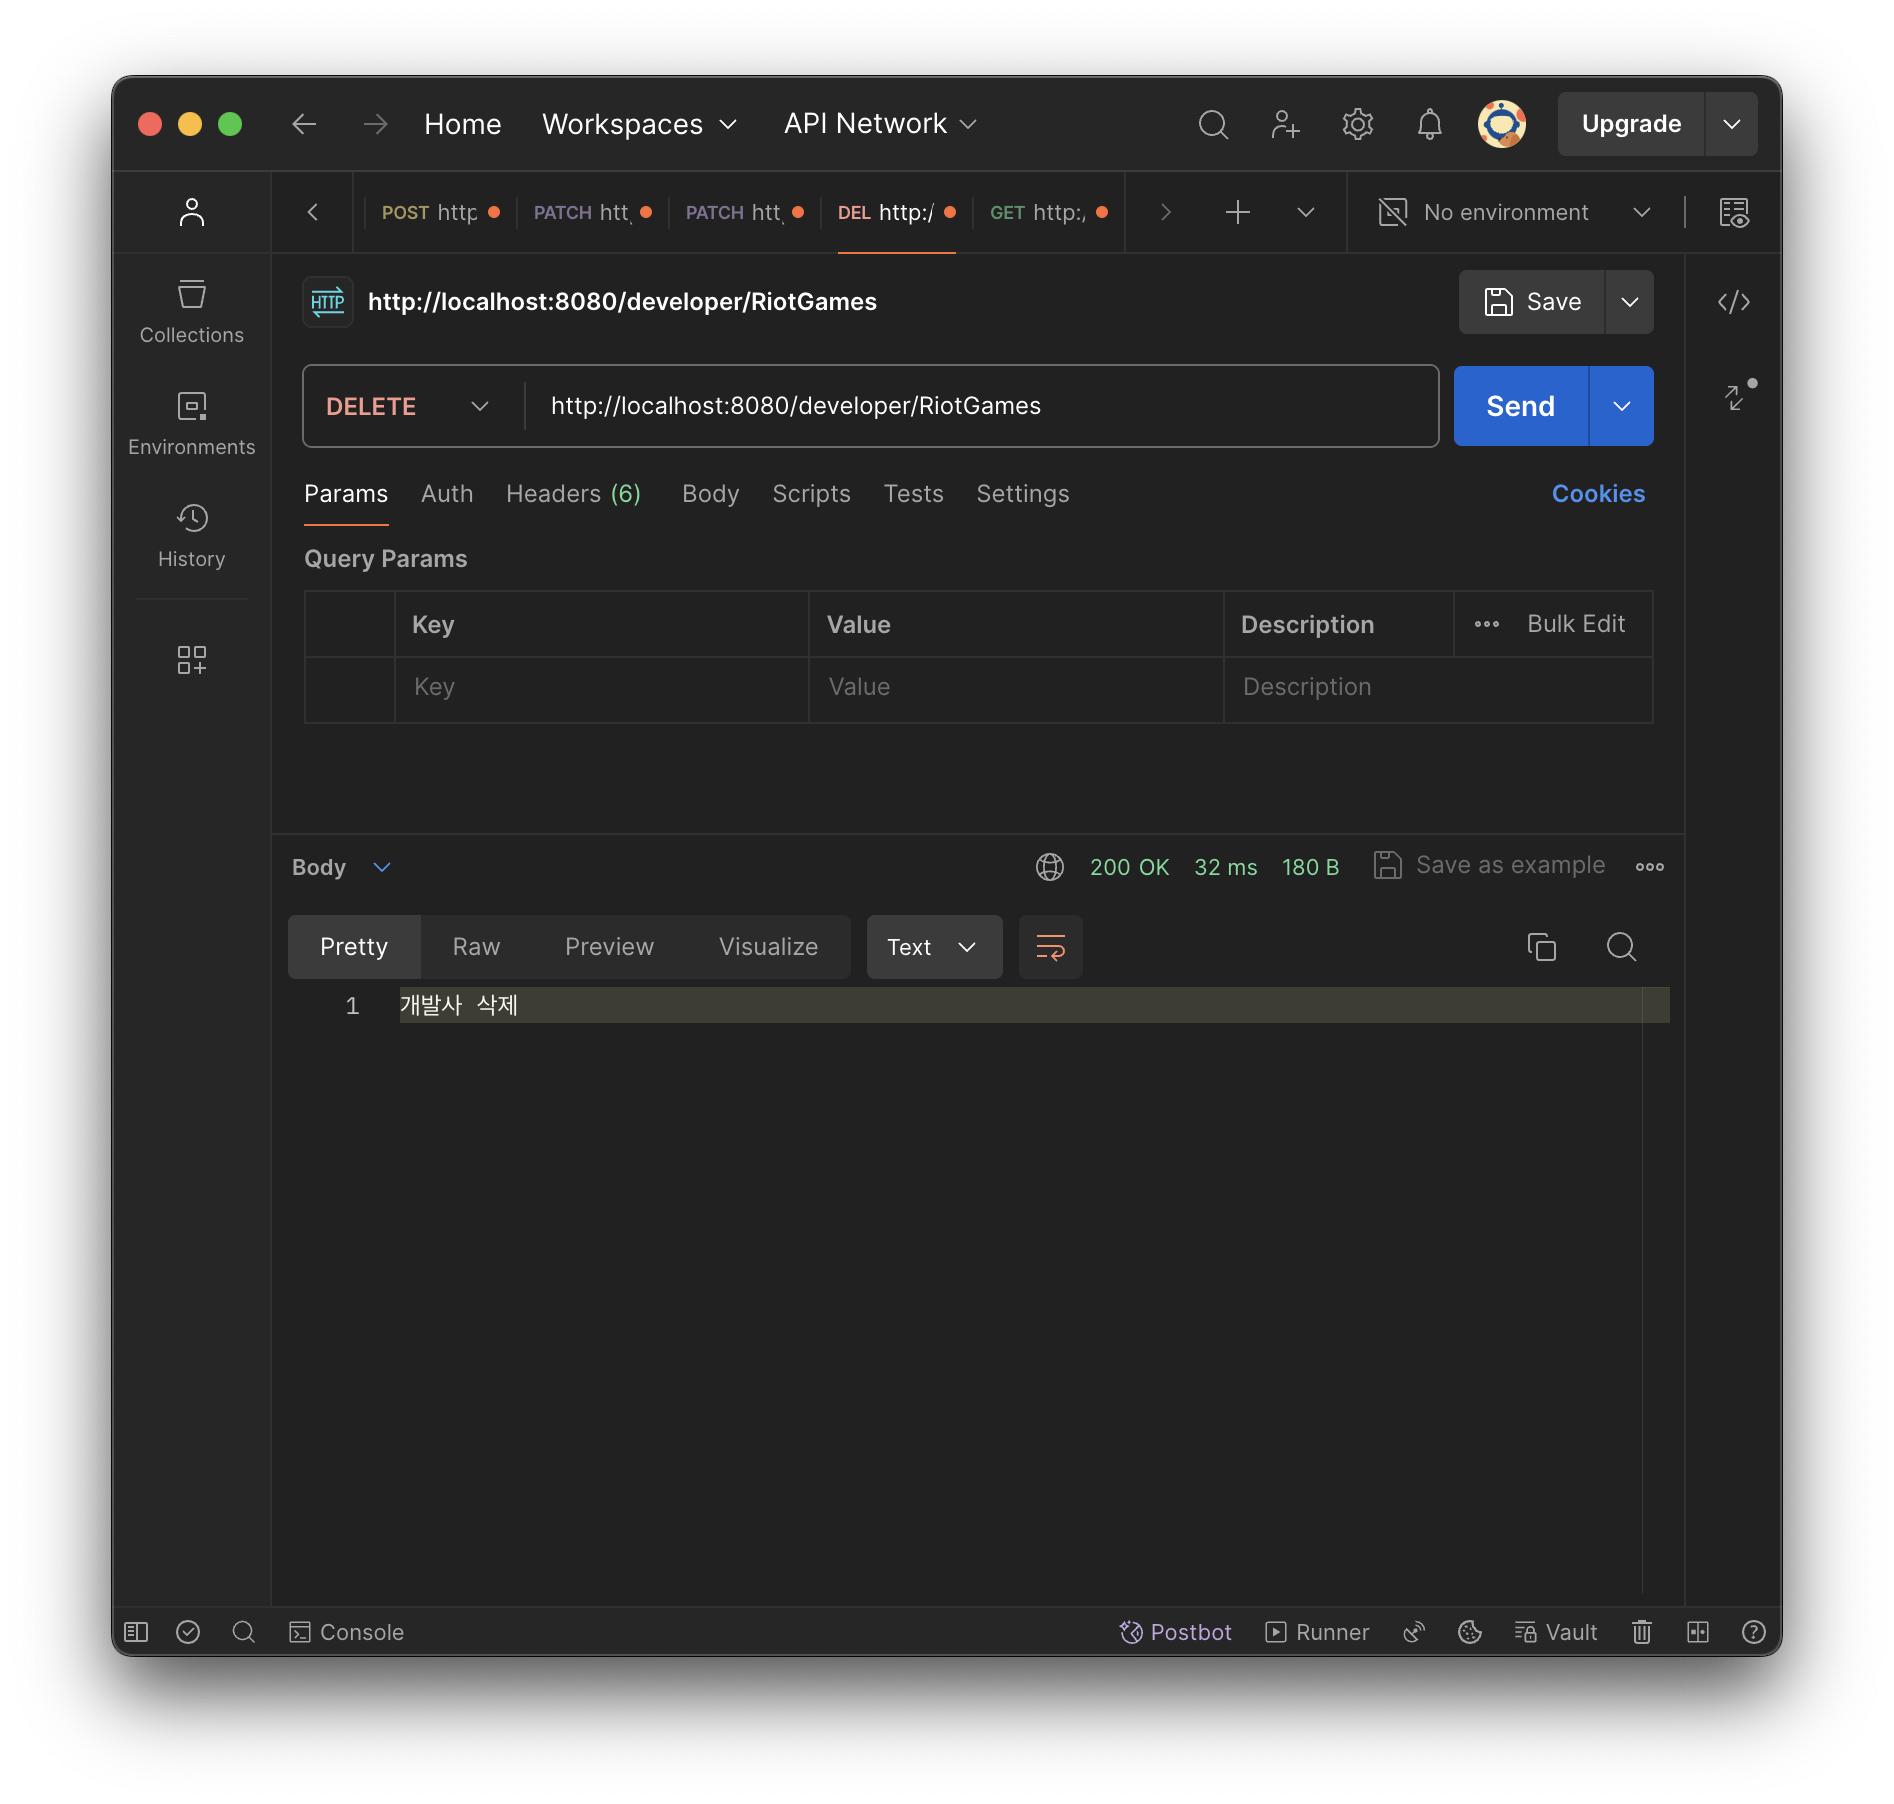 Home Workspaces API Network Upgrade
POST http PATCH htt PATCH htt DEL http:/ GET http:/ No environment
HTTP http://localhost:8080/developer/RiotGames Save
Collections
DELETE http://localhost:8080/developer/RiotGames Send
Environments
Params Auth Headers (6) Body Scripts Tests Settings Cookies
History
Query Params
Key Value Description Bulk Edit
Key Value Description
Body 200 OK 32 ms 180 B Save as example
Pretty Raw Preview Visualize Text
1 개발사 삭제
Console Postbot Runner Vault